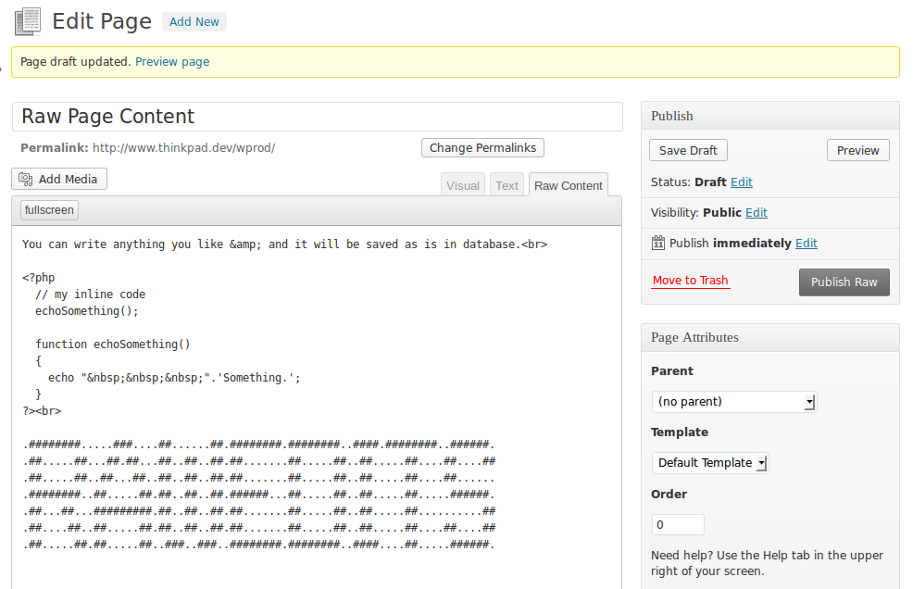 Edit Page Add New
Page draft updated. Preview page
Raw Page Content
Permalink: http://www.thinkpad.dev/wprod/ Change Permalinks
Add Media
Visual Text Raw Content
fullscreen
You can write anything you like &amp; and it will be saved as is in database.<br>
<?php
// my inline code
echoSomething();
function echoSomething()
{
echo "&nbsp;&nbsp;&nbsp;".'Something.';
}
?><br>
.########.....###....##......##.########.########..####.########..######.
.##.....##...##.##...##..##..##.##.......##.....##..##..##.....##....##....##
.##.....##..##...##..##..##..##.##.......##.....##..##..##.....##....##......
.########..##.....##.##..##..##.######...##.....##..##..##.....##.....######.
.##...##...#########.##..##..##.##.......##.....##..##..##.....##..........##
.##....##..##.....##.##..##..##.##.......##.....##..##..##.....##....##....##
.##.....##.##.....##..###..###..########.########..####....##.....######.
Publish
Save Draft Preview
Status: Draft Edit
Visibility: Public Edit
11 Publish immediately Edit
Move to Trash Publish Raw
Page Attributes
Parent
(no parent)
Template
Default Template
Order
0
Need help? Use the Help tab in the upper
right of your screen.